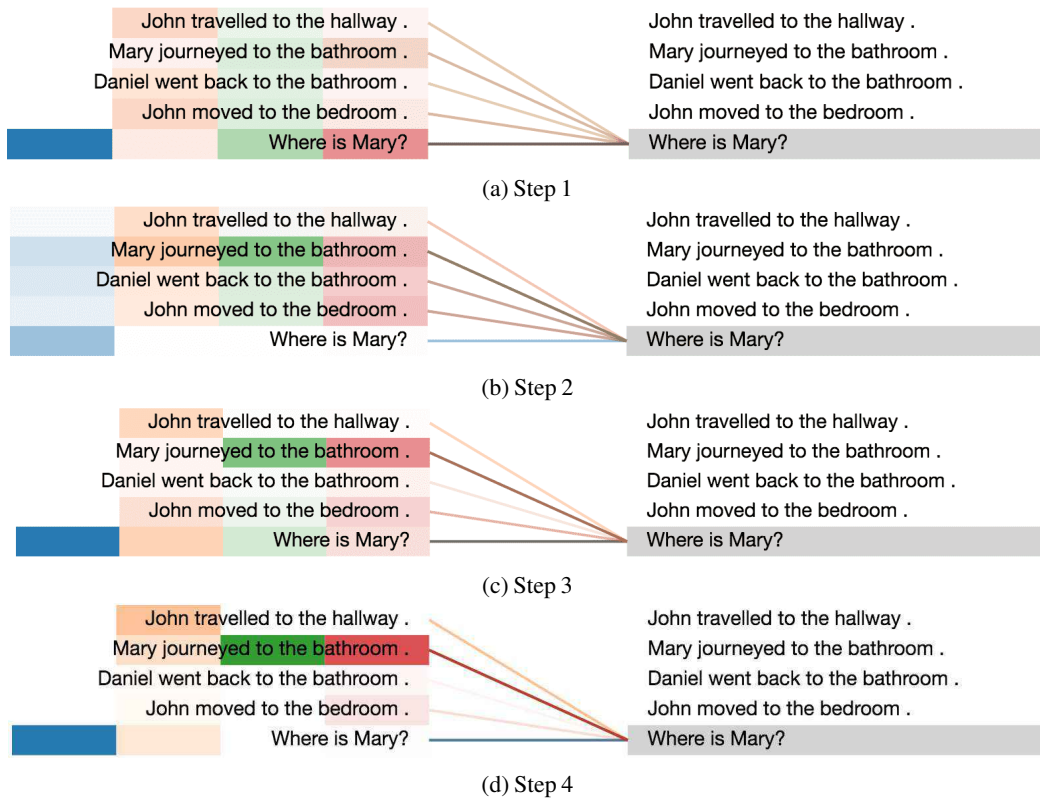 John travelled to the hallway . John travelled to the hallway .
Mary journeyed to the bathroom . Mary journeyed to the bathroom .
Daniel went back to the bathroom . Daniel went back to the bathroom .
John moved to the bedroom . John moved to the bedroom .
Where is Mary? Where is Mary?
(a) Step 1
John travelled to the hallway . John travelled to the hallway .
Mary journeyed to the bathroom . Mary journeyed to the bathroom .
Daniel went back to the bathroom . Daniel went back to the bathroom .
John moved to the bedroom . John moved to the bedroom .
Where is Mary? Where is Mary?
(b) Step 2
John travelled to the hallway . John travelled to the hallway .
Mary journeyed to the bathroom . Mary journeyed to the bathroom .
Daniel went back to the bathroom . Daniel went back to the bathroom .
John moved to the bedroom . John moved to the bedroom .
Where is Mary? Where is Mary?
(c) Step 3
John travelled to the hallway . John travelled to the hallway .
Mary journeyed to the bathroom . Mary journeyed to the bathroom .
Daniel went back to the bathroom . Daniel went back to the bathroom .
John moved to the bedroom . John moved to the bedroom .
Where is Mary? Where is Mary?
(d) Step 4